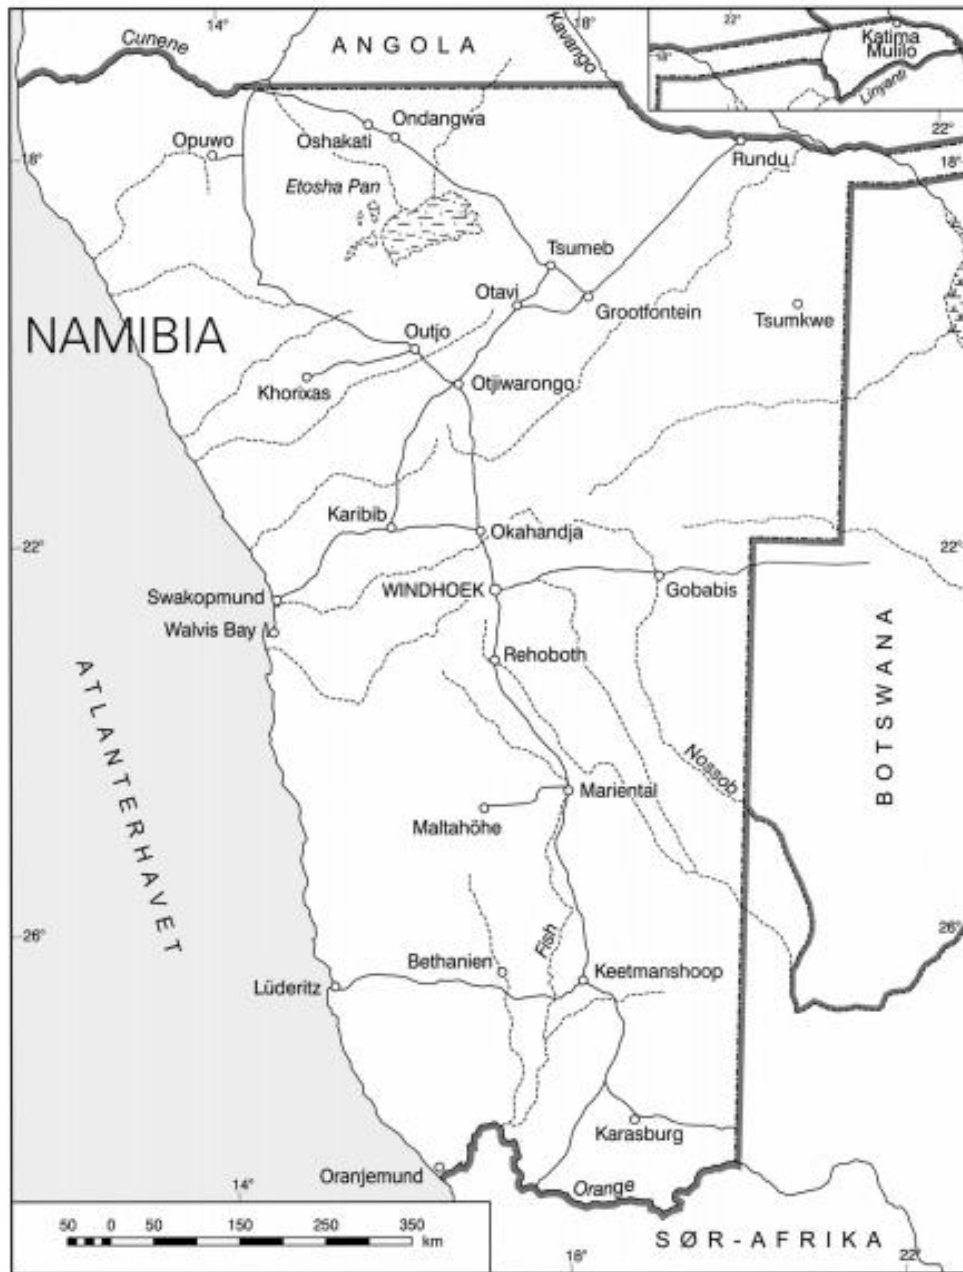 14°
18°
22°
Cunene
ANGOLA
Kavango
Katima
Mulilo
18°
Linyanti
Ondangwa
Oshakati
Opuwo
22°
18°
Rundu
18°
Etosha Pan
Tsumeb
Otavi
Grootfontein
Tsumkwe
NAMIBIA
Outjo
Khorixas
Otjiwarongo
Karibib
Okahandja
22°
22°
Swakopmund
WINDHOEK
Gobabis
Walvis Bay
Rehoboth
ATLANTERHAVET
BOTSWANA
Nossob
Mariental
Maltahöhe
26°
26°
Fish
Bethanien
Keetmanshoop
Lüderitz
Karasburg
Oranjemund
Orange
14°
50 0 50 150 250 350
km
SØR-AFRIKA
18°
22°